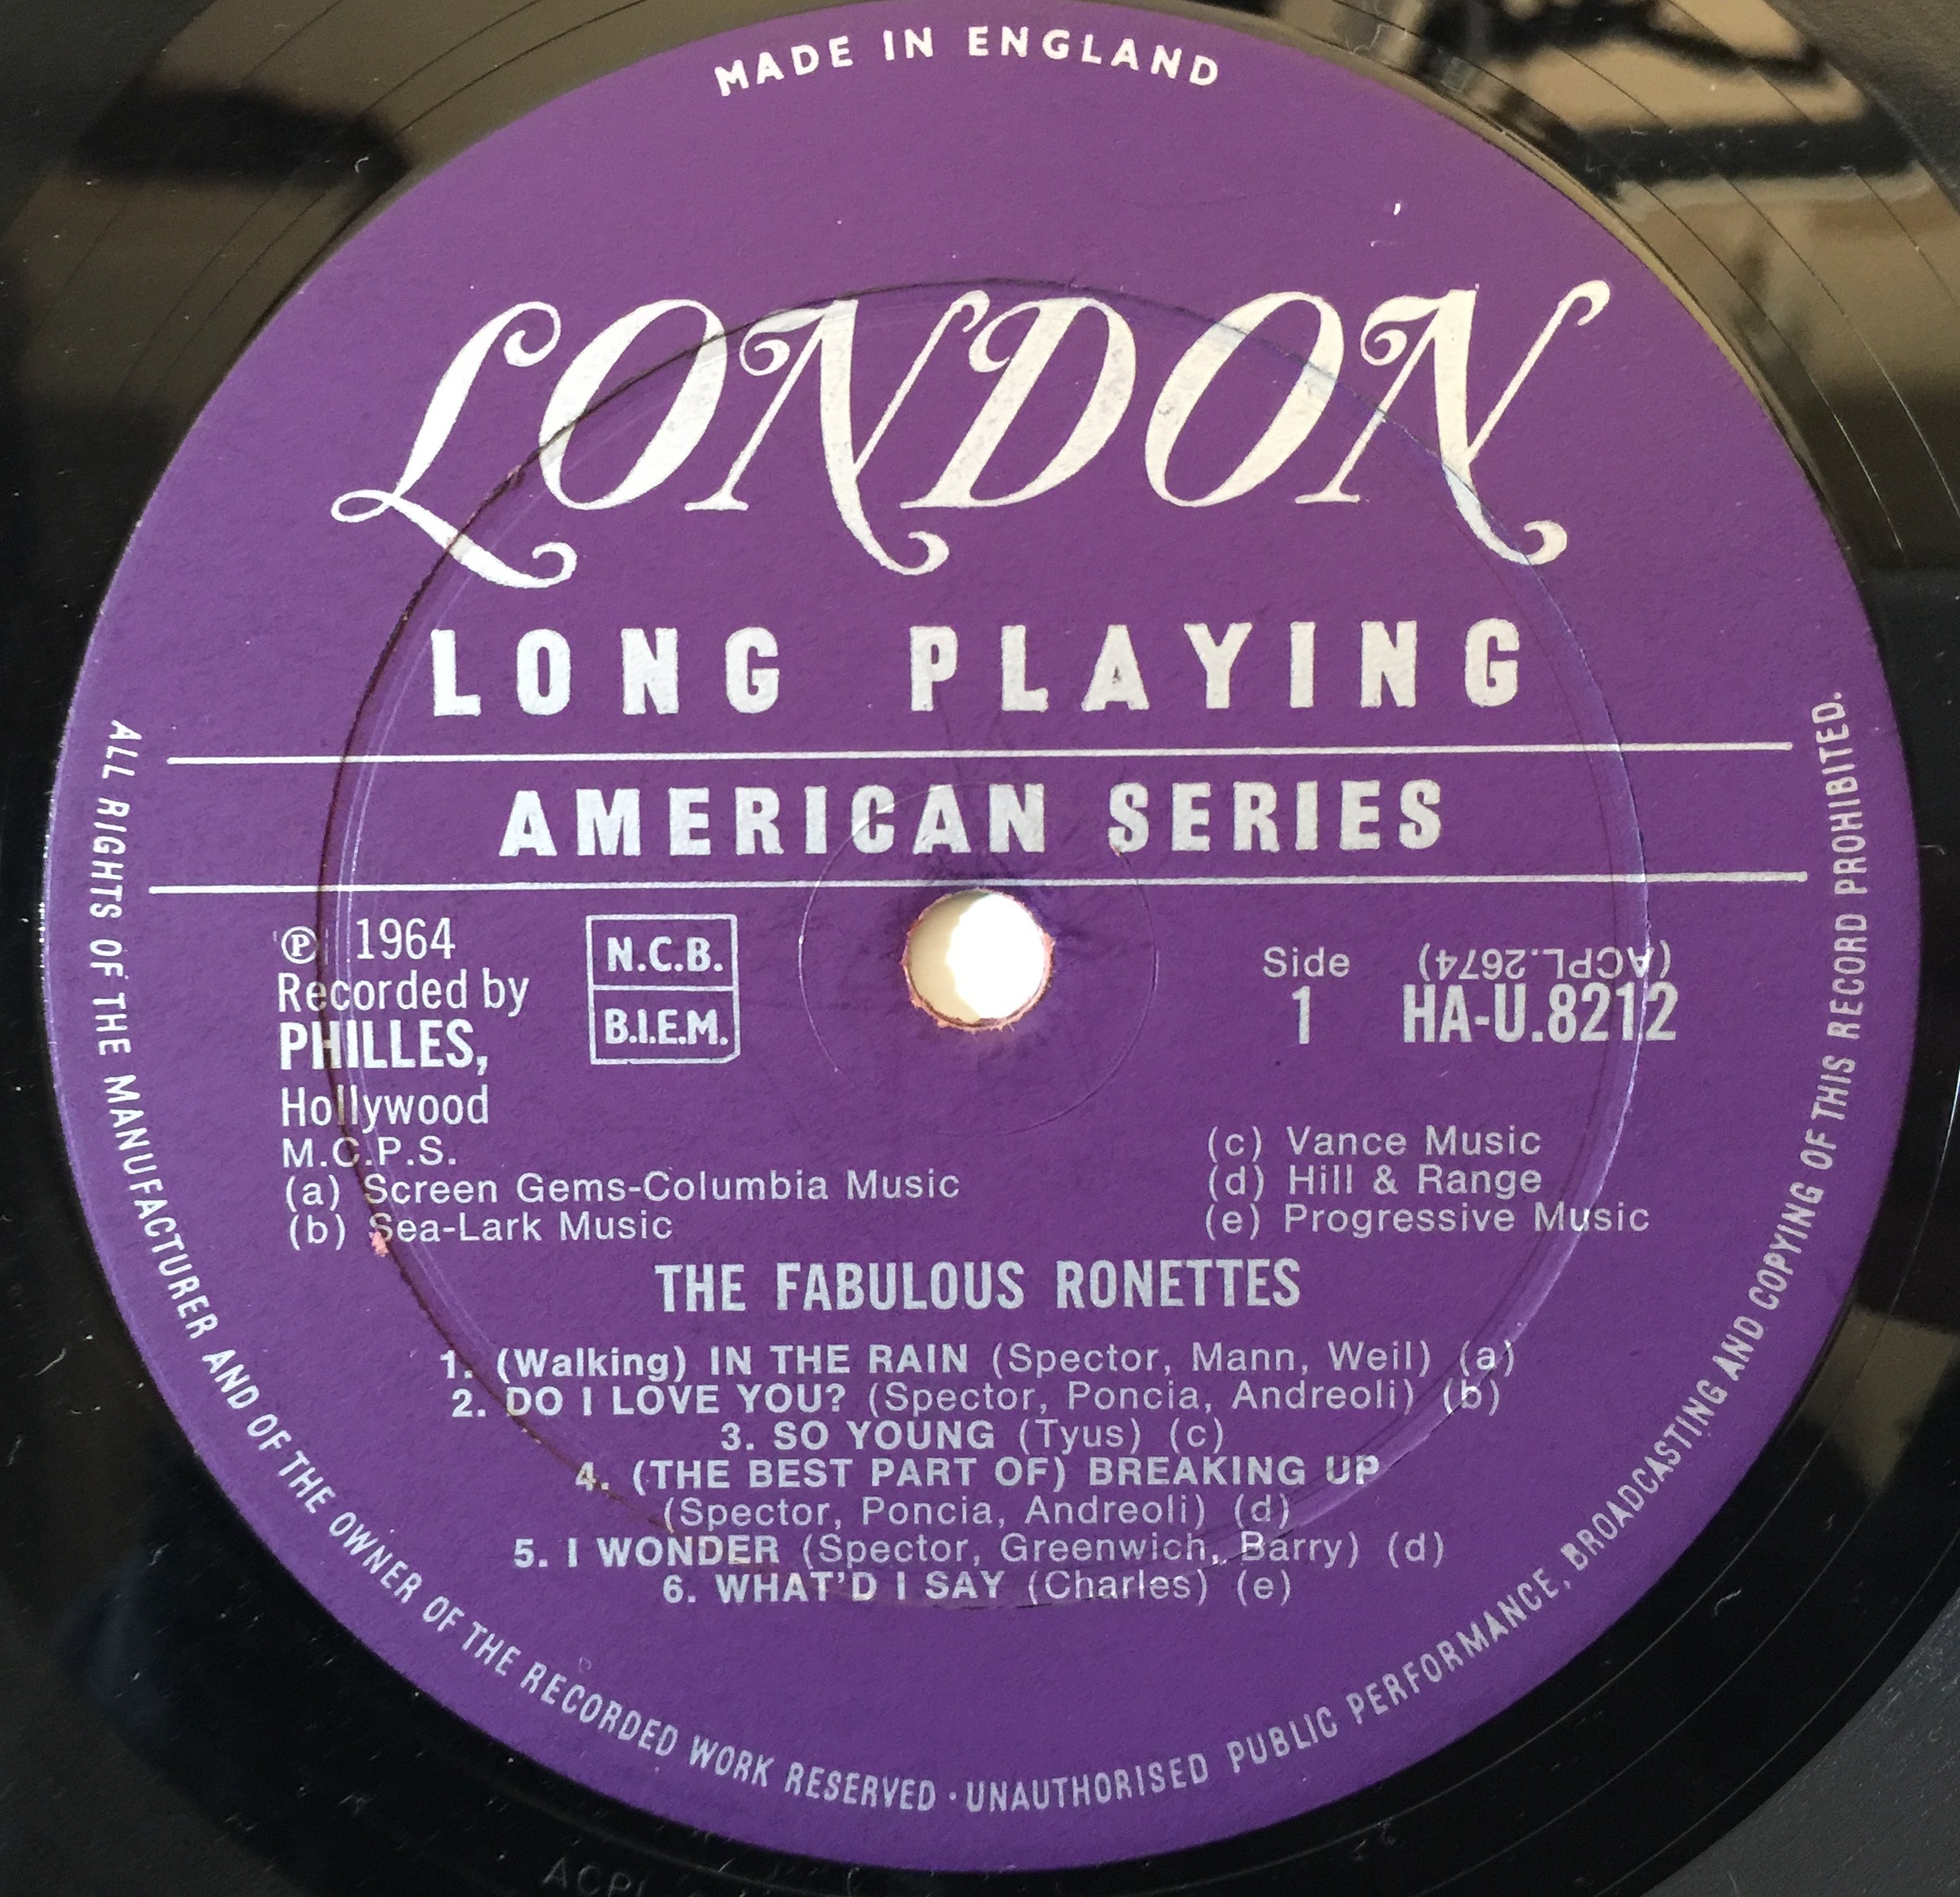 MADE IN ENGLAND
LONDON
LONG PLAYING
AMERICAN SERIES
Ⓟ 1964
Recorded by
PHILLES,
Hollywood
M.C.P.S.
N.C.B.
B.I.E.M.
Side
1
(ACPL.2674)
HA-U.8212
(a) Screen Gems-Columbia Music
(b) Sea-Lark Music
(c) Vance Music
(d) Hill & Range
(e) Progressive Music
THE FABULOUS RONETTES
1. (Walking) IN THE RAIN (Spector, Mann, Weil) (a)
2. DO I LOVE YOU? (Spector, Poncia, Andreoli) (b)
3. SO YOUNG (Tyus) (c)
4. (THE BEST PART OF) BREAKING UP
(Spector, Poncia, Andreoli) (d)
5. I WONDER (Spector, Greenwich, Barry) (d)
6. WHAT'D I SAY (Charles) (e)
ALL RIGHTS OF THE MANUFACTURER AND OF THE OWNER OF THE RECORDED WORK RESERVED · UNAUTHORISED PUBLIC PERFORMANCE, BROADCASTING AND COPYING OF THIS RECORD PROHIBITED.
ACPL